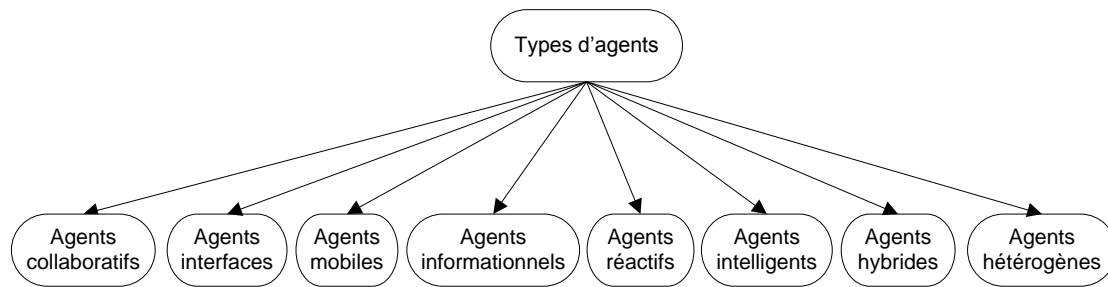 Types d’agents
Agents
collaboratifs
Agents
interfaces
Agents
mobiles
Agents
informationnels
Agents
réactifs
Agents
intelligents
Agents
hybrides
Agents
hétérogènes